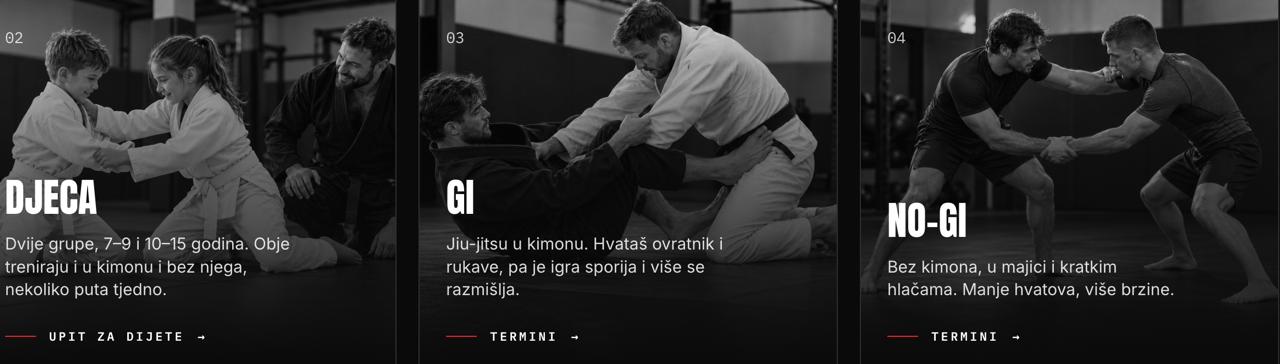 02
DJECA
Dvije grupe, 7–9 i 10–15 godina. Obje
treniraju i u kimonu i bez njega,
nekoliko puta tjedno.
UPIT ZA DIJETE →
03
GI
Jiu-jitsu u kimonu. Hvataš ovratnik i
rukave, pa je igra sporija i više se
razmišlja.
TERMINI →
04
NO-GI
Bez kimona, u majici i kratkim
hlačama. Manje hvatova, više brzine.
TERMINI →